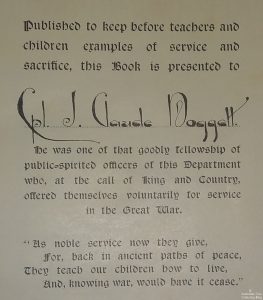 Published to keep before teachers and
children examples of service and
sacrifice, this Book is presented to
Cpl. J. Claude Doggett.
He was one of that goodly fellowship of
public-spirited officers of this Department
who, at the call of King and Country,
offered themselves voluntarily for service
in the Great War.
"As noble service now they give,
For, back in ancient paths of peace,
They teach our children how to live,
And, knowing war, would have it cease."